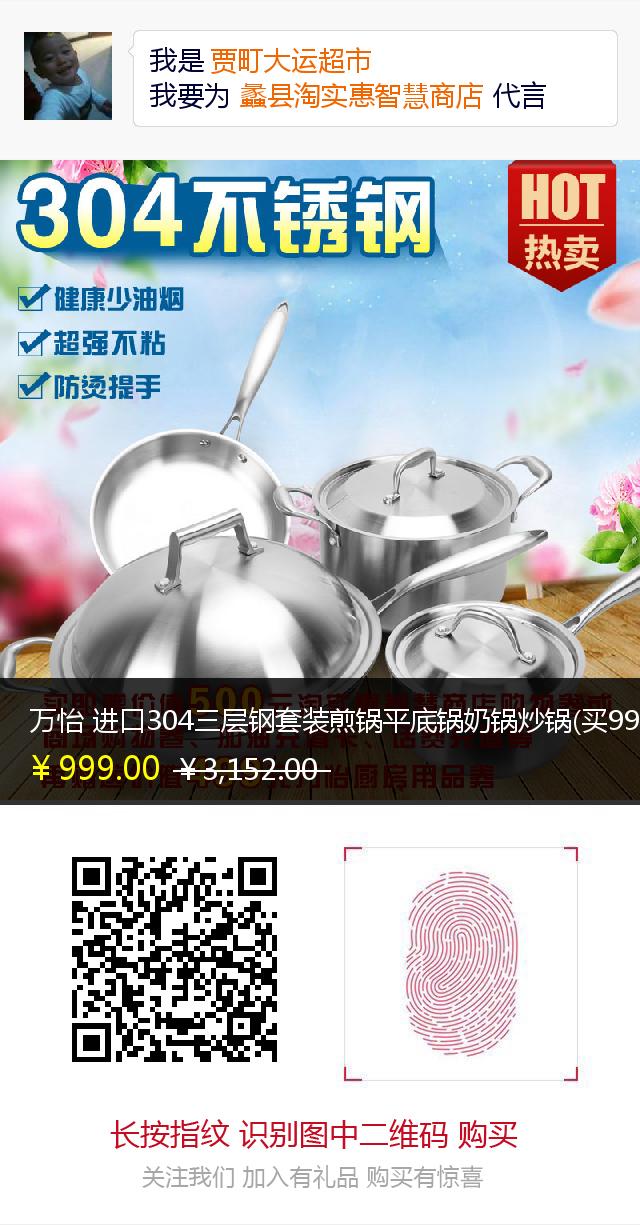 我是 贾町大运超市
我要为 蠡县淘实惠智慧商店 代言
304不锈钢
HOT
热卖
健康少油烟
超强不粘
防烫提手
万怡 进口304三层钢套装煎锅平底锅奶锅炒锅(买99
￥999.00 ￥3,152.00
长按指纹 识别图中二维码 购买
关注我们 加入有礼品 购买有惊喜